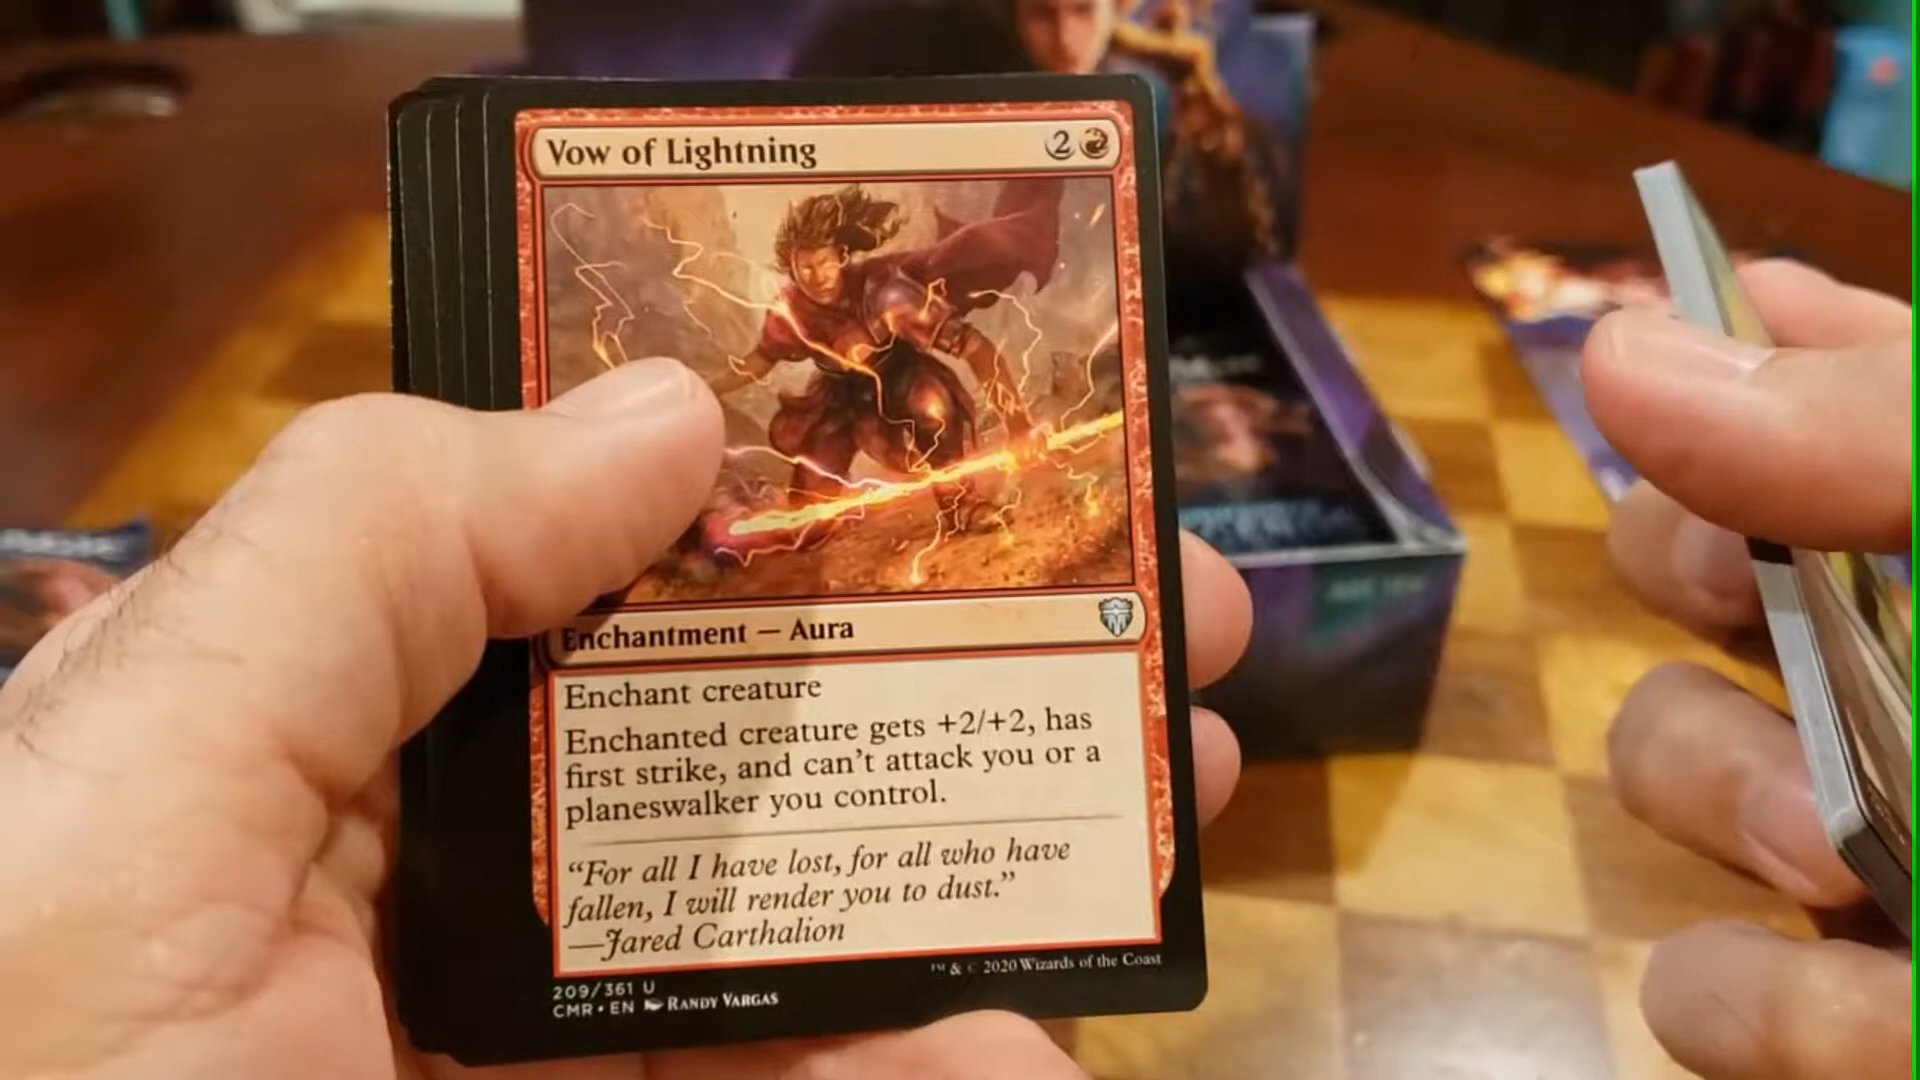 Vow of Lightning
2
Enchantment — Aura
Enchant creature
Enchanted creature gets +2/+2, has
first strike, and can't attack you or a
planeswalker you control.
“For all I have lost, for all who have
fallen, I will render you to dust.”
—Jared Carthalion
™ & © 2020 Wizards of the Coast
209/361 U
CMR • EN RANDY VARGAS